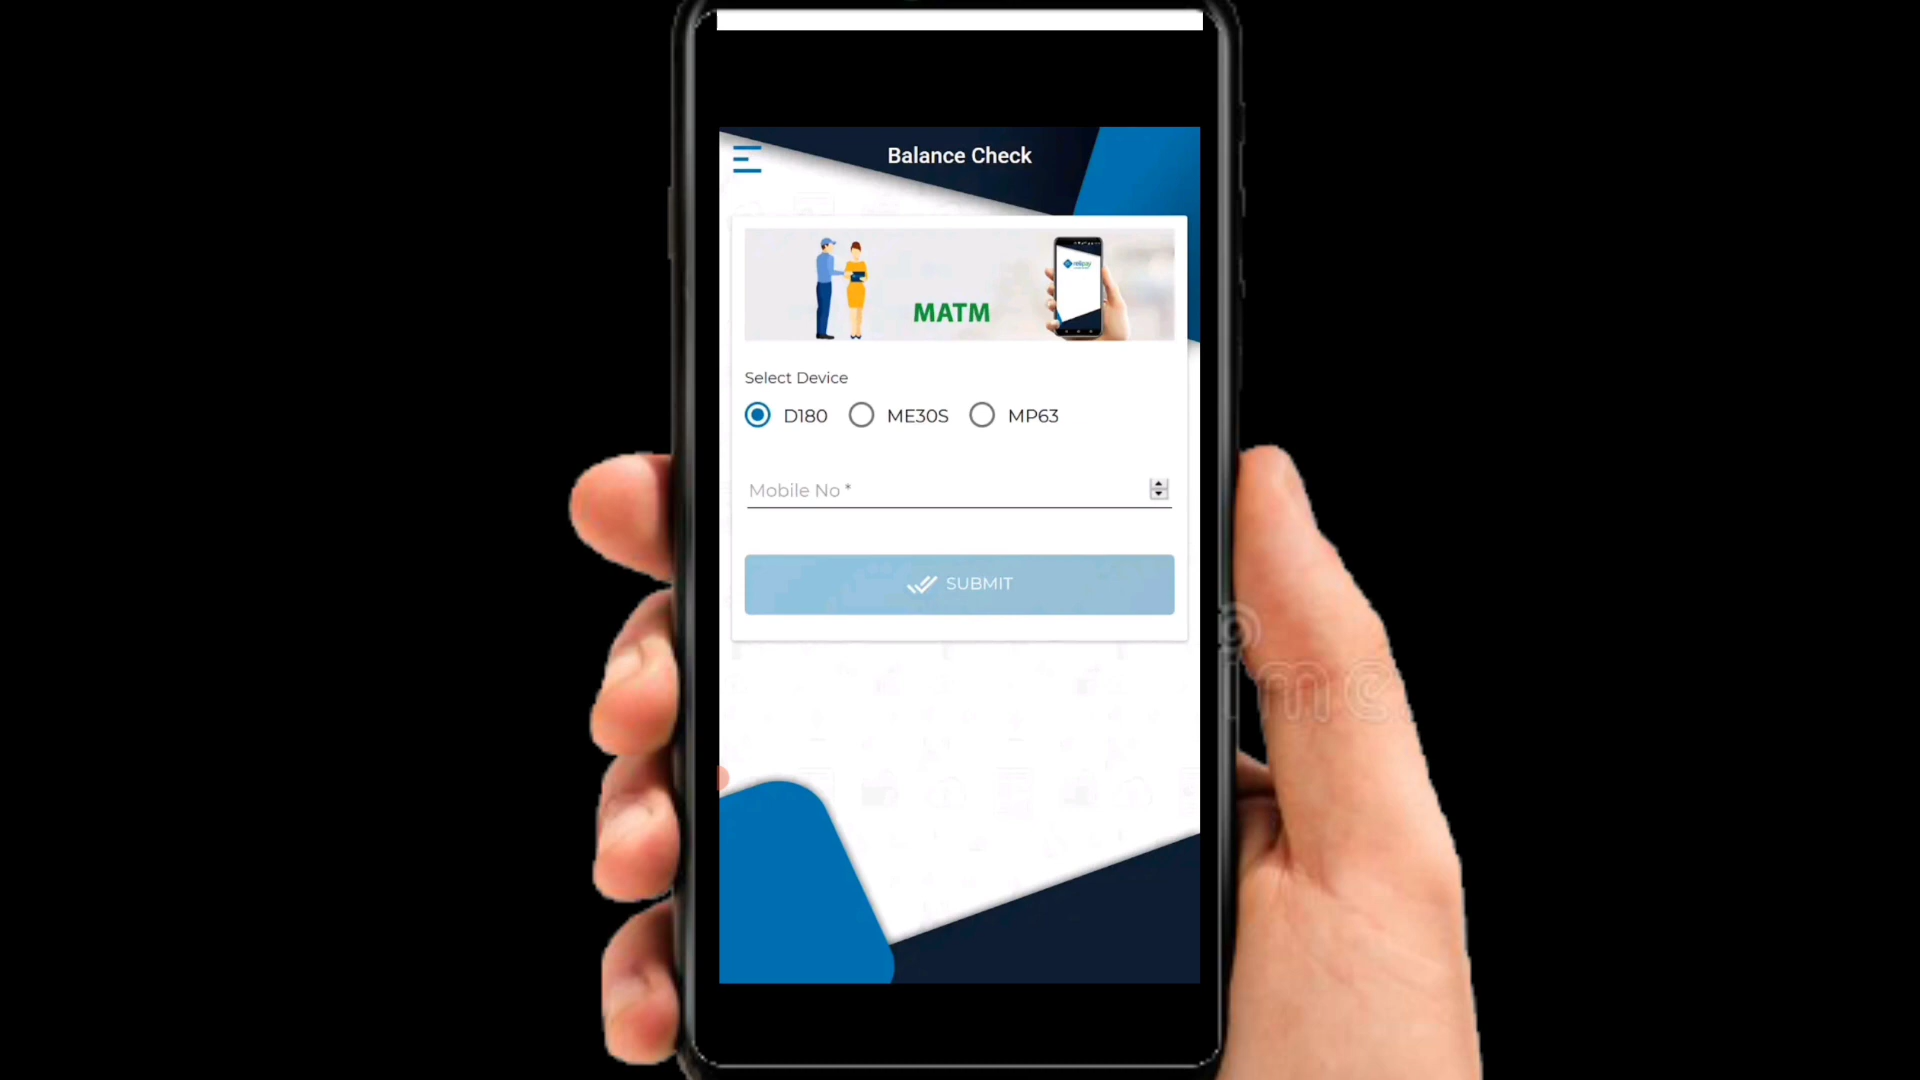 Balance Check
MATM
Select Device
D180 ME30S MP63
Mobile No *
SUBMIT